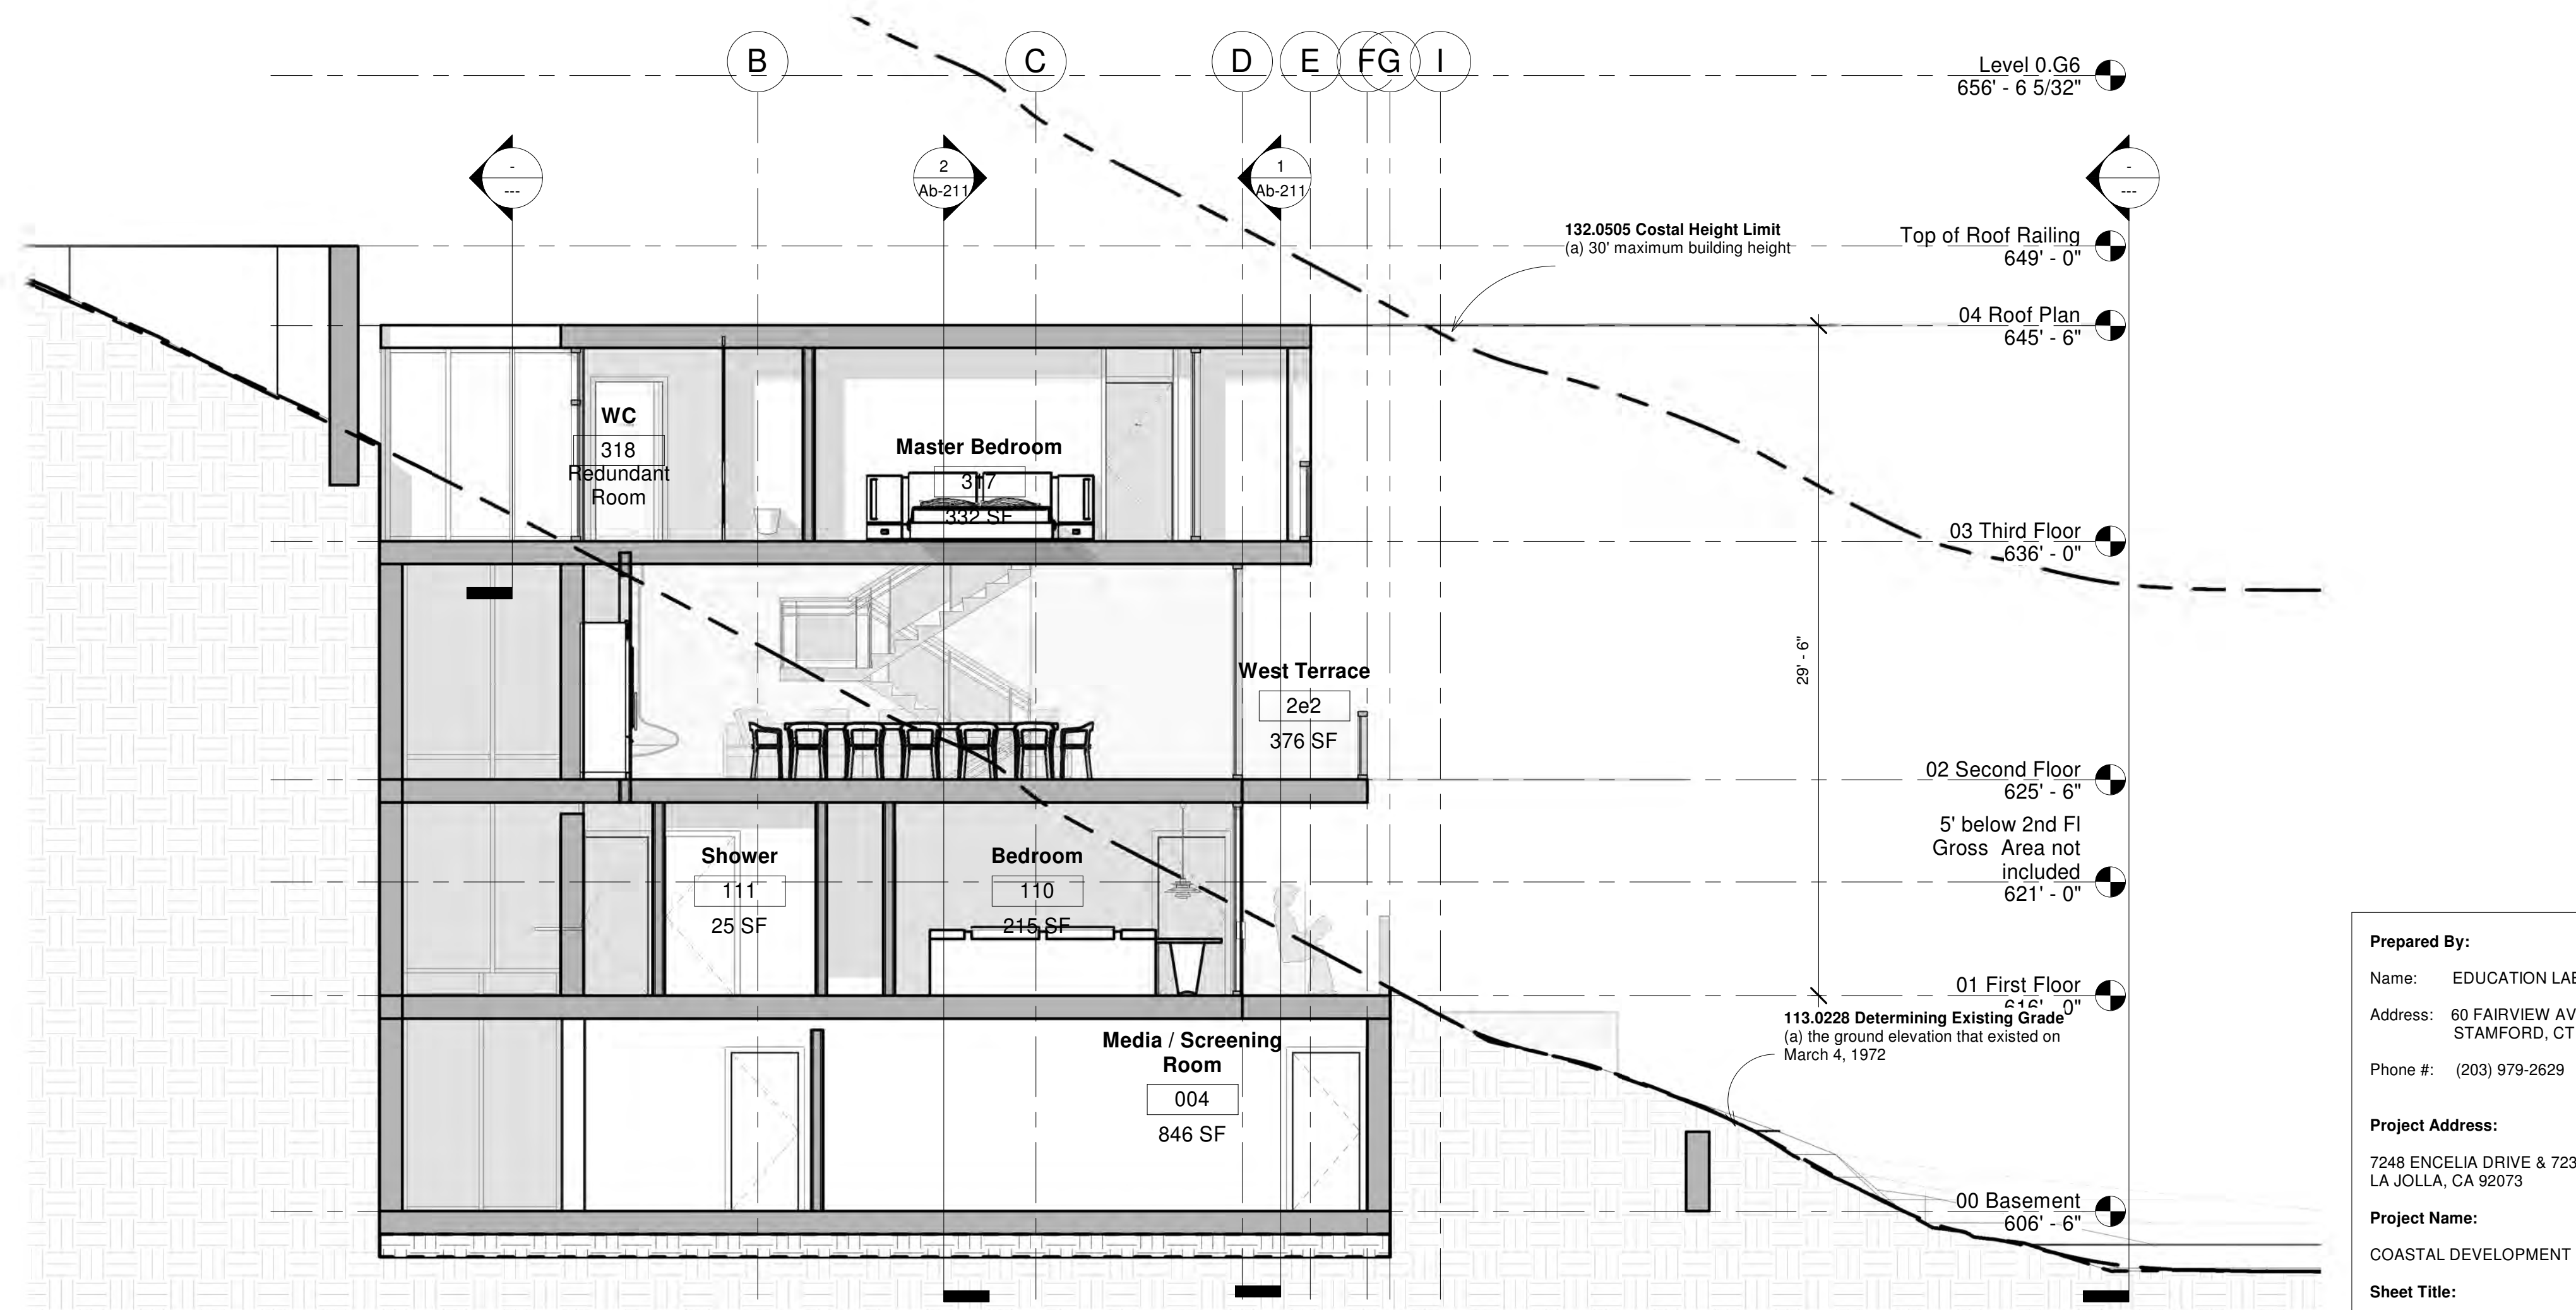 B
C
D
E
F
G
I
Level 0.G6
656' - 6 5/32"
-
---
2
Ab-211
1
Ab-211
-
---
132.0505 Costal Height Limit
(a) 30' maximum building height
Top of Roof Railing
649' - 0"
04 Roof Plan
645' - 6"
WC
318
Redundant
Room
Master Bedroom
317
332 SF
03 Third Floor
636' - 0"
29' - 6"
West Terrace
2e2
376 SF
02 Second Floor
625' - 6"
5' below 2nd Fl
Gross Area not
included
621' - 0"
Shower
111
25 SF
Bedroom
110
215 SF
01 First Floor
616' - 0"
113.0228 Determining Existing Grade
(a) the ground elevation that existed on
March 4, 1972
Media / Screening
Room
004
846 SF
00 Basement
606' - 6"
Prepared By:
Name: EDUCATION LAB
Address: 60 FAIRVIEW AV
STAMFORD, CT
Phone #: (203) 979-2629
Project Address:
7248 ENCELIA DRIVE & 723
LA JOLLA, CA 92073
Project Name:
COASTAL DEVELOPMENT
Sheet Title: